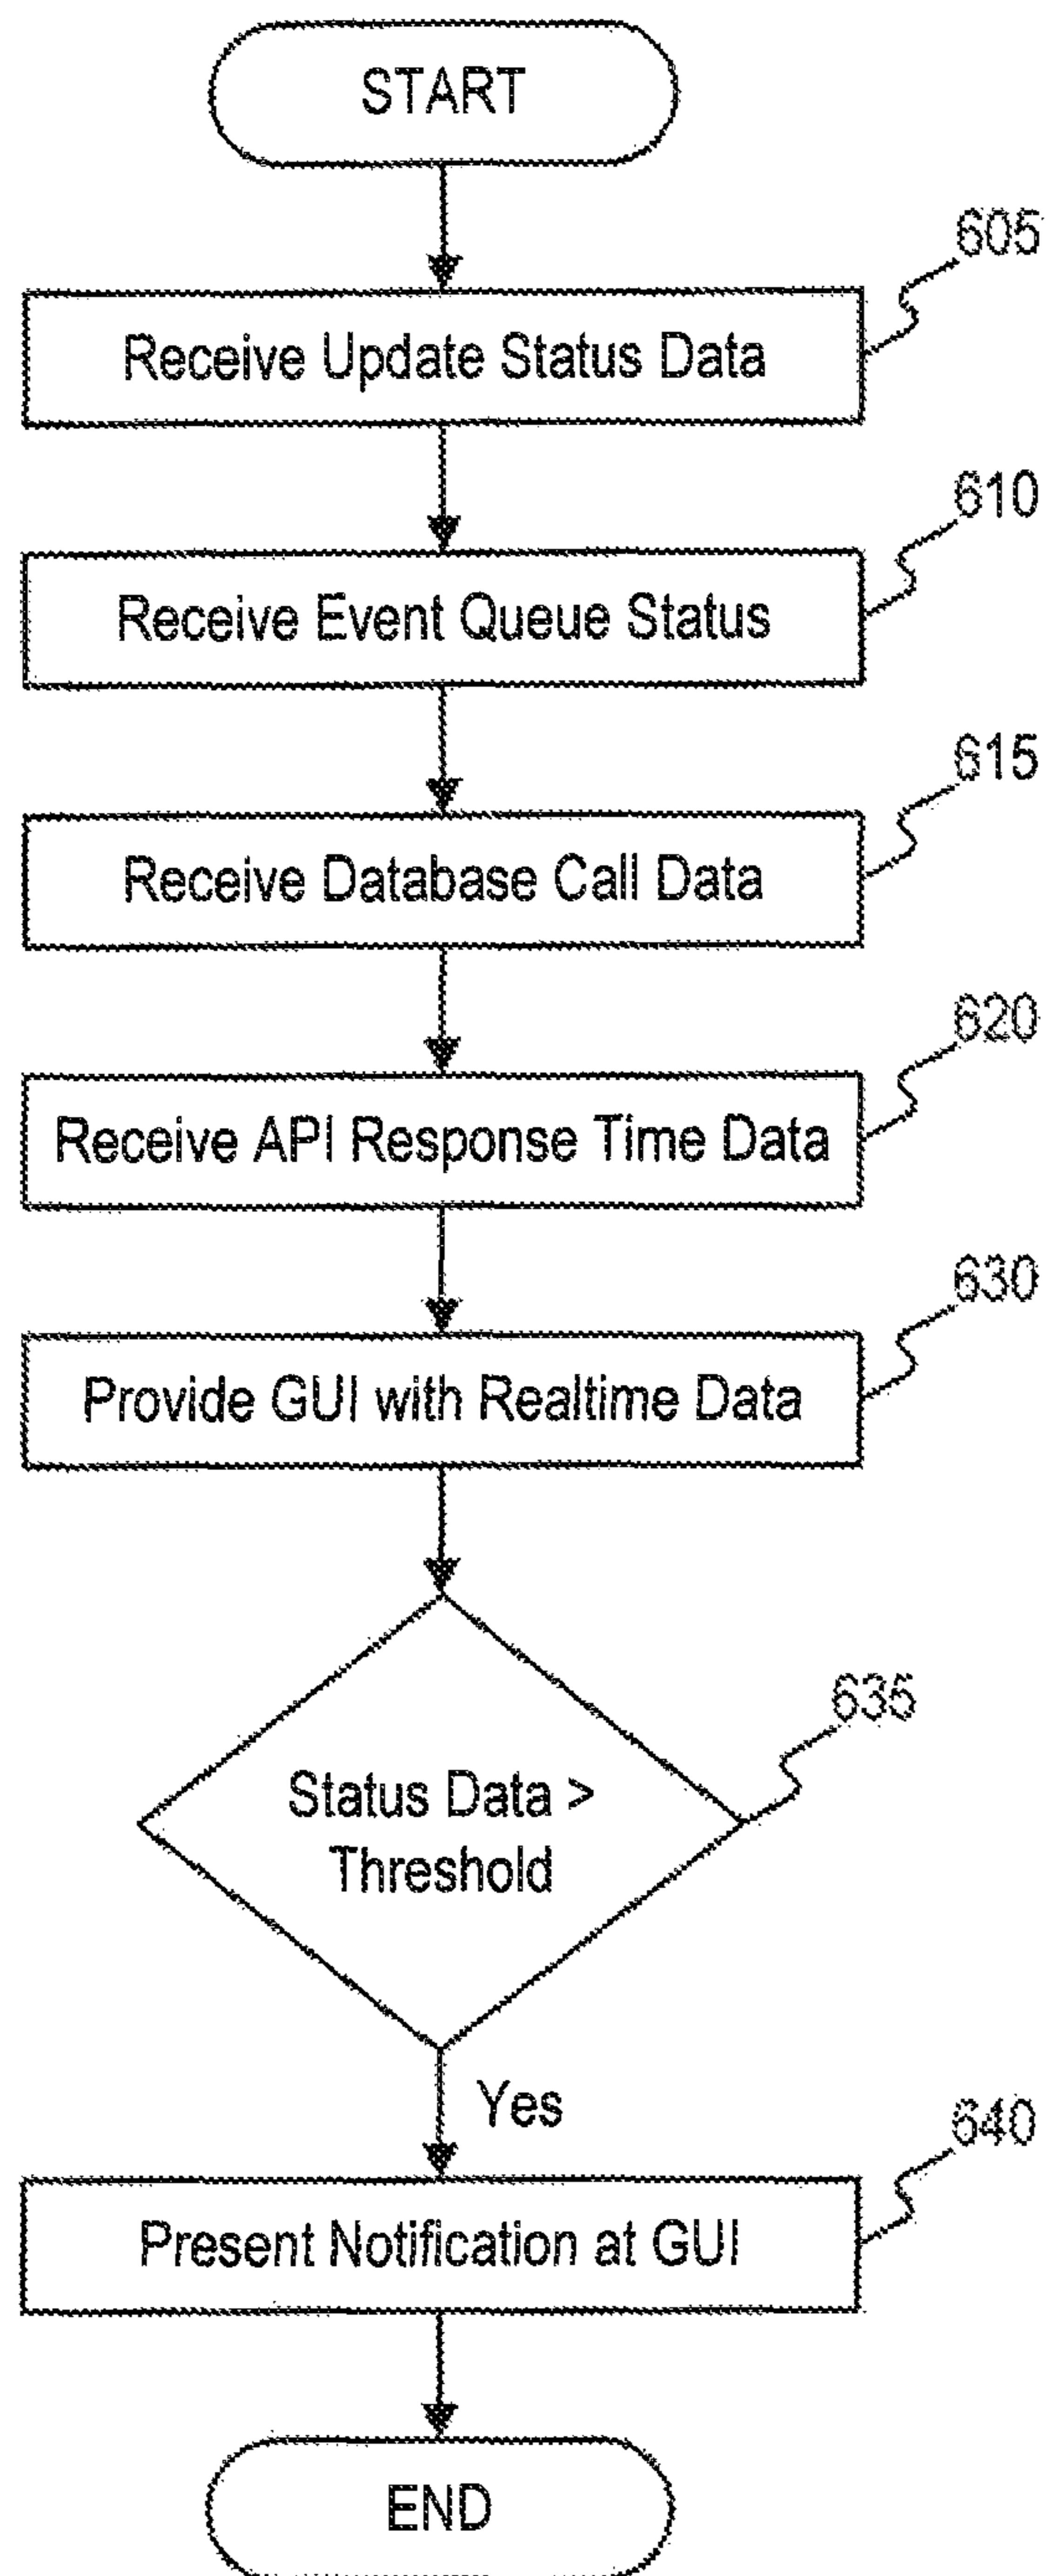 START
605
Receive Update Status Data
610
Receive Event Queue Status
615
Receive Database Call Data
620
Receive API Response Time Data
630
Provide GUI with Realtime Data
635
Status Data >
Threshold
Yes
640
Present Notification at GUI
END